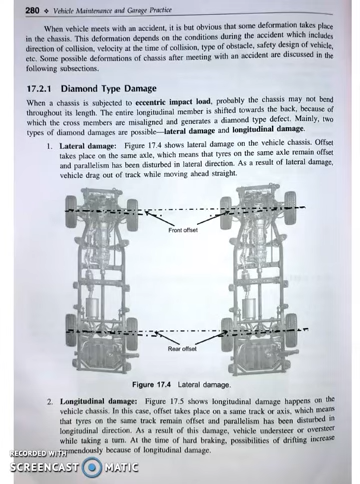 280 ❖ Vehicle Maintenance and Garage Practice
When vehicle meets with an accident, it is but obvious that some deformation takes place
in the chassis. This deformation depends on the conditions during the accident which includes
direction of collision, velocity at the time of collision, type of obstacle, safety design of vehicle,
etc. Some possible deformations of chassis after meeting with an accident are discussed in the
following subsections.
17.2.1 Diamond Type Damage
When a chassis is subjected to eccentric impact load, probably the chassis may not bend
throughout its length. The entire longitudinal member is shifted towards the back, because of
which the cross members are misaligned and generates a diamond type defect. Mainly, two
types of diamond damages are possible—lateral damage and longitudinal damage.
1. Lateral damage: Figure 17.4 shows lateral damage on the vehicle chassis. Offset
takes place on the same axle, which means that tyres on the same axle remain offset
and parallelism has been disturbed in lateral direction. As a result of lateral damage,
vehicle drag out of track while moving ahead straight.
Front offset
Rear offset
Figure 17.4 Lateral damage.
2. Longitudinal damage: Figure 17.5 shows longitudinal damage happens on the
vehicle chassis. In this case, offset takes place on a same track or axis, which means
that tyres on the same track remain offset and parallelism has been disturbed in
longitudinal direction. As a result of this damage, vehicle understeer or oversteer
while taking a turn. At the time of hard braking, possibilities of drifting increase
mendously because of longitudinal damage.
RECORDED WITH
SCREENCAST MATIC